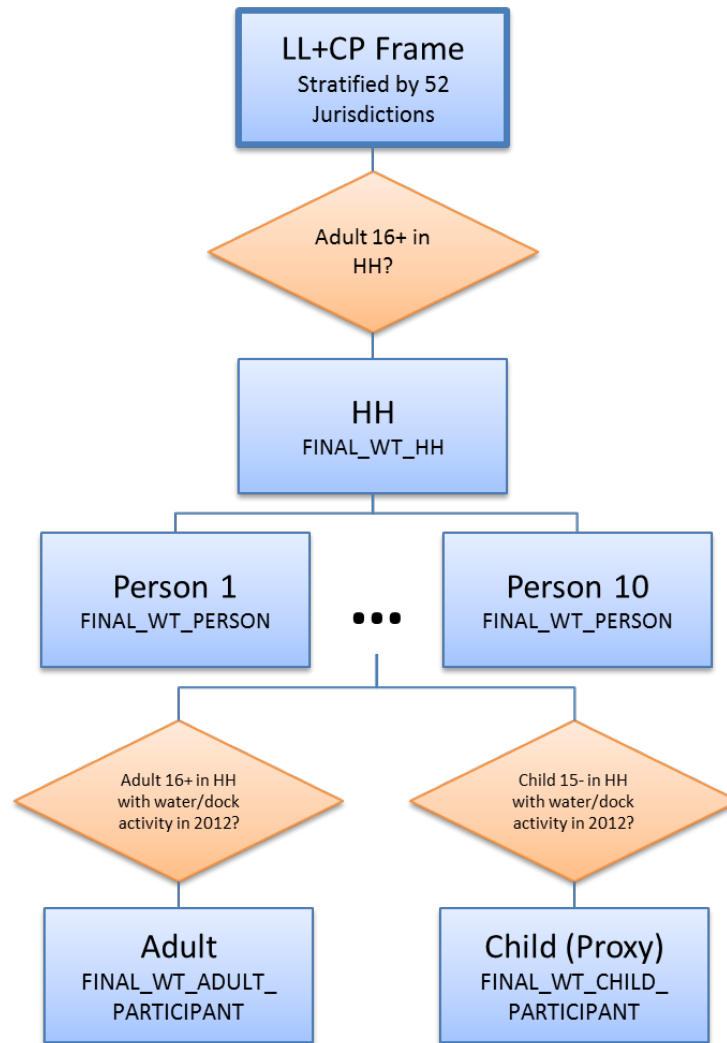 LL+CP Frame
Stratified by 52
Jurisdictions
Adult 16+ in
HH?
HH
FINAL_WT_HH
Person 1
FINAL_WT_PERSON
...
Person 10
FINAL_WT_PERSON
Adult 16+ in HH
with water/dock
activity in 2012?
Child 15- in HH
with water/dock
activity in 2012?
Adult
FINAL_WT_ADULT_
PARTICIPANT
Child (Proxy)
FINAL_WT_CHILD_
PARTICIPANT